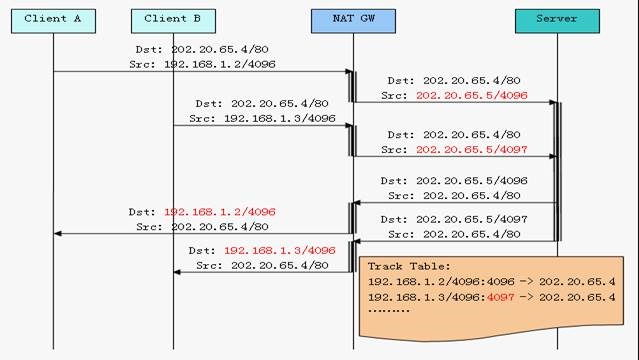 Client A
Client B
NAT GW
Server
Dst: 202.20.65.4/80
Src: 192.168.1.2/4096
Dst: 202.20.65.4/80
Src: 202.20.65.5/4096
Dst: 202.20.65.4/80
Src: 192.168.1.3/4096
Dst: 202.20.65.4/80
Src: 202.20.65.5/4097
Dst: 202.20.65.5/4096
Src: 202.20.65.4/80
Dst: 192.168.1.2/4096
Src: 202.20.65.4/80
Dst: 202.20.65.5/4097
Src: 202.20.65.4/80
Dst: 192.168.1.3/4096
Src: 202.20.65.4/80
Track Table:
192.168.1.2/4096:4096 -> 202.20.65.4
192.168.1.3/4096:4097 -> 202.20.65.4
………